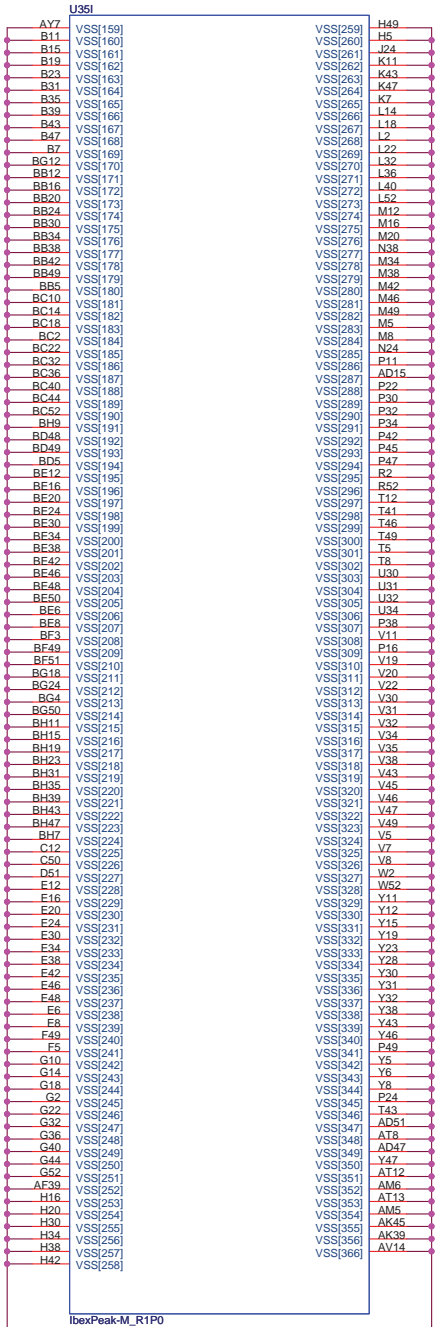 U35I
AY7 VSS[159] VSS[259] H49
B11 VSS[160] VSS[260] H5
B15 VSS[161] VSS[261] J24
B19 VSS[162] VSS[262] K11
B23 VSS[163] VSS[263] K43
B31 VSS[164] VSS[264] K47
B35 VSS[165] VSS[265] K7
B39 VSS[166] VSS[266] L14
B43 VSS[167] VSS[267] L18
B47 VSS[168] VSS[268] L2
B7 VSS[169] VSS[269] L22
BG12 VSS[170] VSS[270] L32
BB12 VSS[171] VSS[271] L36
BB16 VSS[172] VSS[272] L40
BB20 VSS[173] VSS[273] L52
BB24 VSS[174] VSS[274] M12
BB30 VSS[175] VSS[275] M16
BB34 VSS[176] VSS[276] M20
BB38 VSS[177] VSS[277] N38
BB42 VSS[178] VSS[278] M34
BB49 VSS[179] VSS[279] M38
BB5 VSS[180] VSS[280] M42
BC10 VSS[181] VSS[281] M46
BC14 VSS[182] VSS[282] M49
BC18 VSS[183] VSS[283] M5
BC2 VSS[184] VSS[284] M8
BC22 VSS[185] VSS[285] N24
BC32 VSS[186] VSS[286] P11
BC36 VSS[187] VSS[287] AD15
BC40 VSS[188] VSS[288] P22
BC44 VSS[189] VSS[289] P30
BC52 VSS[190] VSS[290] P32
BH9 VSS[191] VSS[291] P34
BD48 VSS[192] VSS[292] P42
BD49 VSS[193] VSS[293] P45
BD5 VSS[194] VSS[294] P47
BE12 VSS[195] VSS[295] R2
BE16 VSS[196] VSS[296] R52
BE20 VSS[197] VSS[297] T12
BE24 VSS[198] VSS[298] T41
BE30 VSS[199] VSS[299] T46
BE34 VSS[200] VSS[300] T49
BE38 VSS[201] VSS[301] T5
BE42 VSS[202] VSS[302] T8
BE46 VSS[203] VSS[303] U30
BE48 VSS[204] VSS[304] U31
BE50 VSS[205] VSS[305] U32
BE6 VSS[206] VSS[306] U34
BE8 VSS[207] VSS[307] P38
BF3 VSS[208] VSS[308] V11
BF49 VSS[209] VSS[309] P16
BF51 VSS[210] VSS[310] V19
BG18 VSS[211] VSS[311] V20
BG24 VSS[212] VSS[312] V22
BG4 VSS[213] VSS[313] V30
BG50 VSS[214] VSS[314] V31
BH11 VSS[215] VSS[315] V32
BH15 VSS[216] VSS[316] V34
BH19 VSS[217] VSS[317] V35
BH23 VSS[218] VSS[318] V38
BH31 VSS[219] VSS[319] V43
BH35 VSS[220] VSS[320] V45
BH39 VSS[221] VSS[321] V46
BH43 VSS[222] VSS[322] V47
BH47 VSS[223] VSS[323] V49
BH7 VSS[224] VSS[324] V5
C12 VSS[225] VSS[325] V7
C50 VSS[226] VSS[326] V8
D51 VSS[227] VSS[327] W2
E12 VSS[228] VSS[328] W52
E16 VSS[229] VSS[329] Y11
E20 VSS[230] VSS[330] Y12
E24 VSS[231] VSS[331] Y15
E30 VSS[232] VSS[332] Y19
E34 VSS[233] VSS[333] Y23
E38 VSS[234] VSS[334] Y28
E42 VSS[235] VSS[335] Y30
E46 VSS[236] VSS[336] Y31
E48 VSS[237] VSS[337] Y32
E6 VSS[238] VSS[338] Y38
E8 VSS[239] VSS[339] Y43
F49 VSS[240] VSS[340] Y46
F5 VSS[241] VSS[341] P49
G10 VSS[242] VSS[342] Y5
G14 VSS[243] VSS[343] Y6
G18 VSS[244] VSS[344] Y8
G2 VSS[245] VSS[345] P24
G22 VSS[246] VSS[346] T43
G32 VSS[247] VSS[347] AD51
G36 VSS[248] VSS[348] AT8
G40 VSS[249] VSS[349] AD47
G44 VSS[250] VSS[350] Y47
G52 VSS[251] VSS[351] AT12
AF39 VSS[252] VSS[352] AM6
H16 VSS[253] VSS[353] AT13
H20 VSS[254] VSS[354] AM5
H30 VSS[255] VSS[355] AK45
H34 VSS[256] VSS[356] AK39
H38 VSS[257] VSS[366] AV14
H42 VSS[258]
IbexPeak-M_R1P0